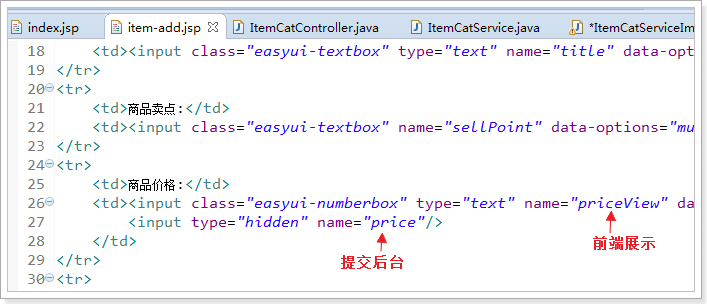 index.jsp item-add.jsp ItemCatController.java ItemCatService.java *ItemCatServiceIm
18 <td><input class="easyui-textbox" type="text" name="title" data-opt
19 </tr>
20 <tr>
21 <td>商品卖点:</td>
22 <td><input class="easyui-textbox" name="sellPoint" data-options="mu
23 </tr>
24 <tr>
25 <td>商品价格:</td>
26 <td><input class="easyui-numberbox" type="text" name="priceView" da
27 <input type="hidden" name="price"/>
28 </td>
29 </tr>
30 <tr>
提交后台
前端展示